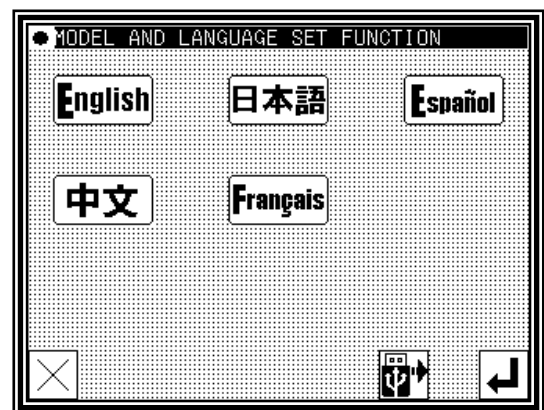 MODEL AND LANGUAGE SET FUNCTION
English 日本語 Español
中文 Français